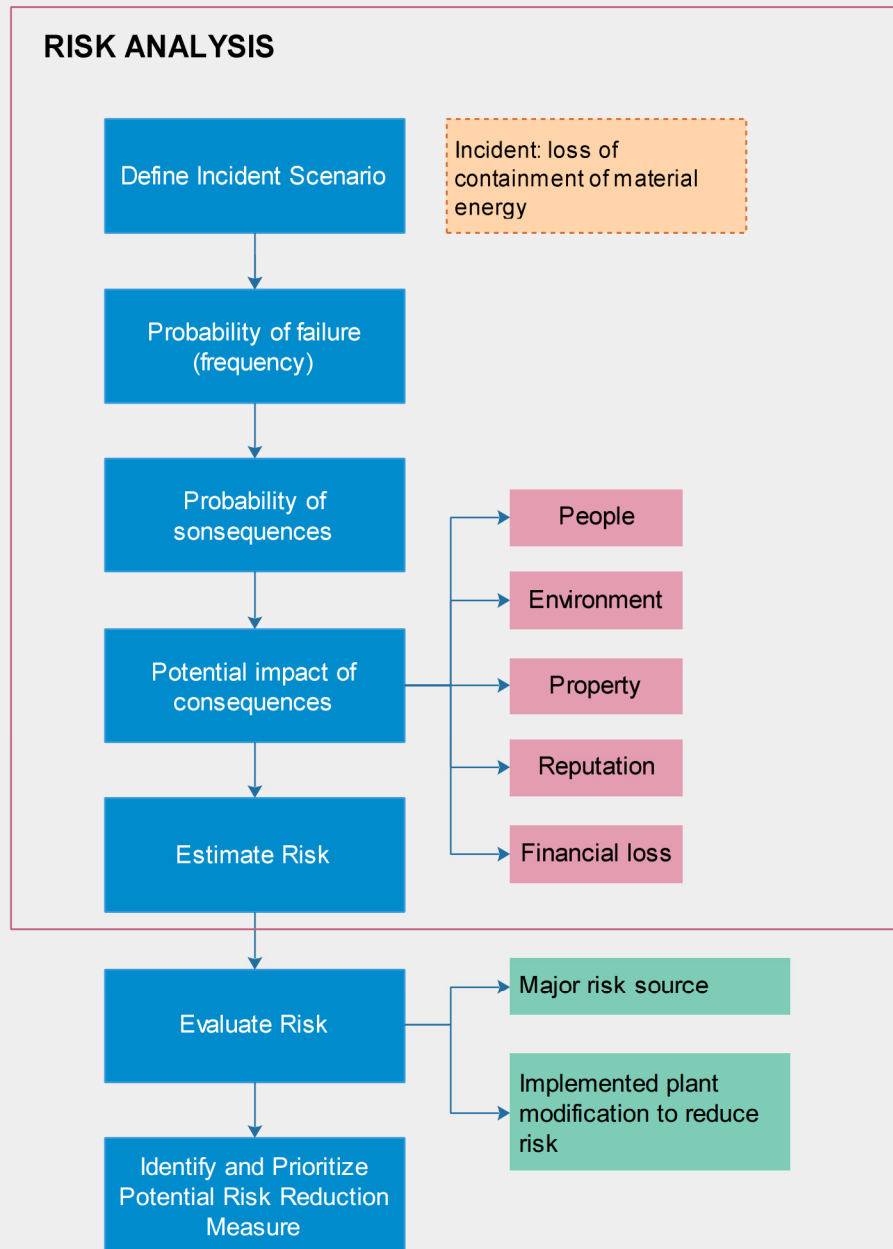 RISK ANALYSIS
Define Incident Scenario
Incident: loss of
containment of material
energy
Probability of failure
(frequency)
Probability of
sonsequences
People
Environment
Potential impact of
consequences
Property
Reputation
Estimate Risk
Financial loss
Evaluate Risk
Major risk source
Implemented plant
modification to reduce
risk
Identify and Prioritize
Potential Risk Reduction
Measure